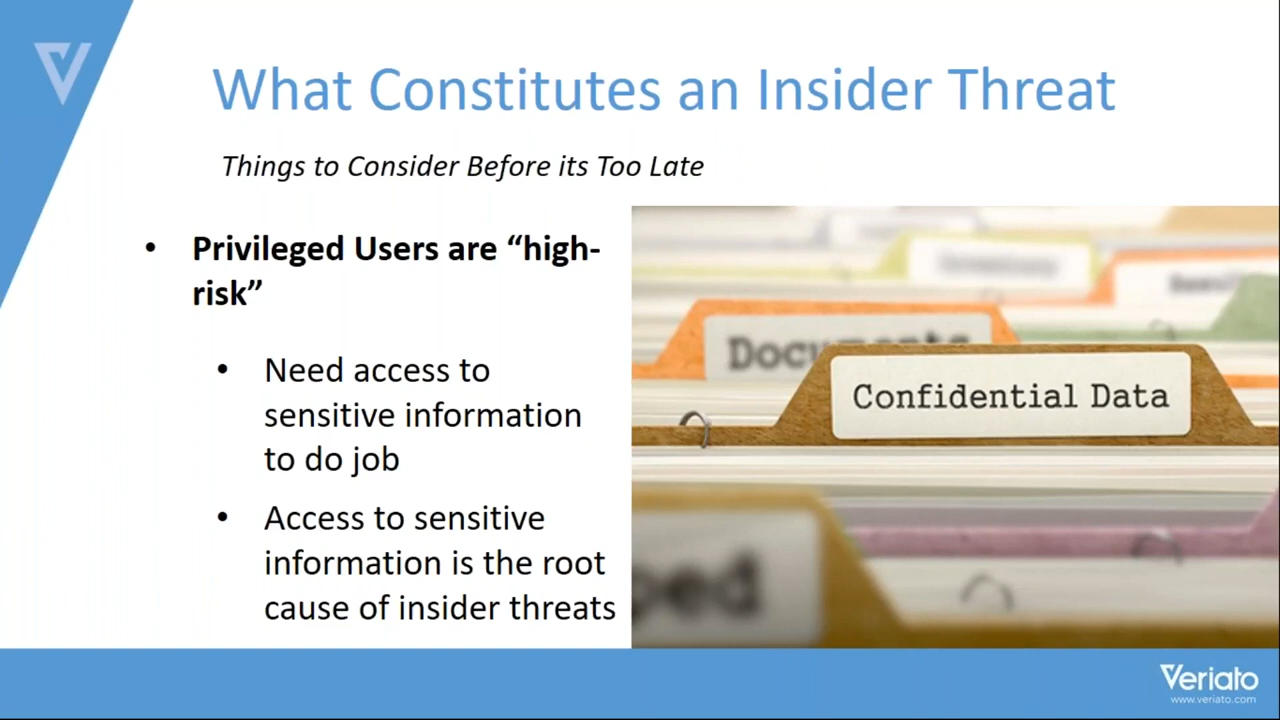 What Constitutes an Insider Threat
Things to Consider Before its Too Late
• Privileged Users are “high-
risk”
• Need access to
sensitive information
to do job
• Access to sensitive
information is the root
cause of insider threats
Documents
Confidential Data
Veriato
www.veriato.com